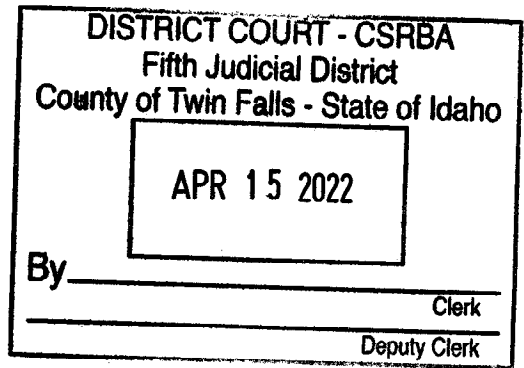 DISTRICT COURT - CSRBA
Fifth Judicial District
County of Twin Falls - State of Idaho
APR 15 2022
By
Clerk
Deputy Clerk